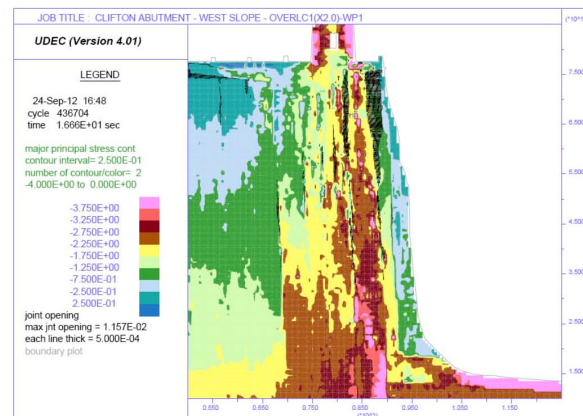 JOB TITLE : CLIFTON ABUTMENT - WEST SLOPE - OVERLC1(X2.0)-WP1
UDEC (Version 4.01)
LEGEND
24-Sep-12 16:48
cycle 436704
time 1.666E+01 sec
major principal stress cont
contour interval= 2.500E-01
number of contour/color= 2
-4.000E+00 to 0.000E+00
-3.750E+00
-3.250E+00
-2.750E+00
-2.250E+00
-1.750E+00
-1.250E+00
-7.500E-01
-2.500E-01
2.500E-01
joint opening
max jnt opening = 1.157E-02
each line thick = 5.000E-04
boundary plot
7.500
6.500
5.500
4.500
3.500
2.500
1.500
0.550
0.650
0.750
0.850
0.950
1.050
1.150
1.250